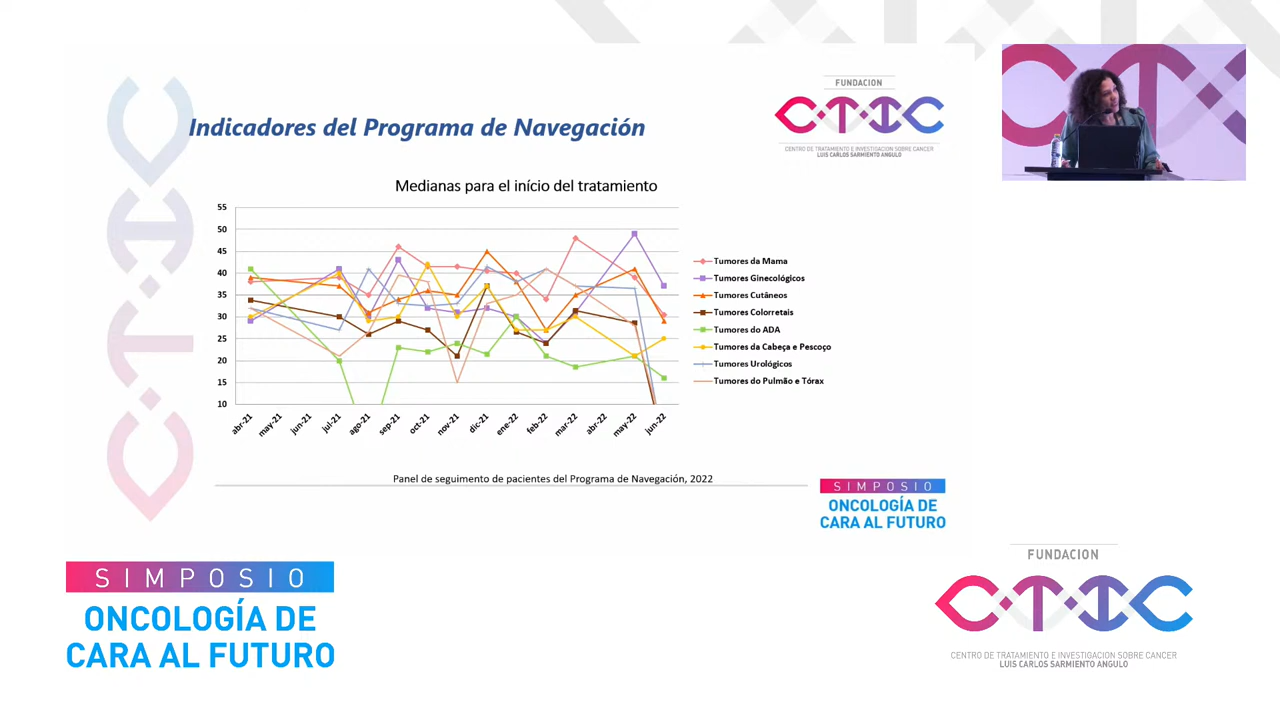 Indicadores del Programa de Navegación
FUNDACION
CTIC
CENTRO DE TRATAMIENTO E INVESTIGACION SOBRE CANCER
LUIS CARLOS SARMIENTO ANGULO
Medianas para el início del tratamiento
55
50
45
40
35
30
25
20
15
10
abr-21
may-21
jun-21
jul-21
ago-21
sep-21
oct-21
nov-21
dic-21
ene-22
feb-22
mar-22
abr-22
may-22
jun-22
Tumores da Mama
Tumores Ginecológicos
Tumores Cutâneos
Tumores Colorretais
Tumores do ADA
Tumores da Cabeça e Pescoço
Tumores Urológicos
Tumores do Pulmão e Tórax
Panel de seguimento de pacientes del Programa de Navegación, 2022
SIMPOSIO
ONCOLOGÍA DE
CARA AL FUTURO
CTIC
SIMPOSIO
ONCOLOGÍA DE
CARA AL FUTURO
FUNDACION
CTIC
CENTRO DE TRATAMIENTO E INVESTIGACION SOBRE CANCER
LUIS CARLOS SARMIENTO ANGULO